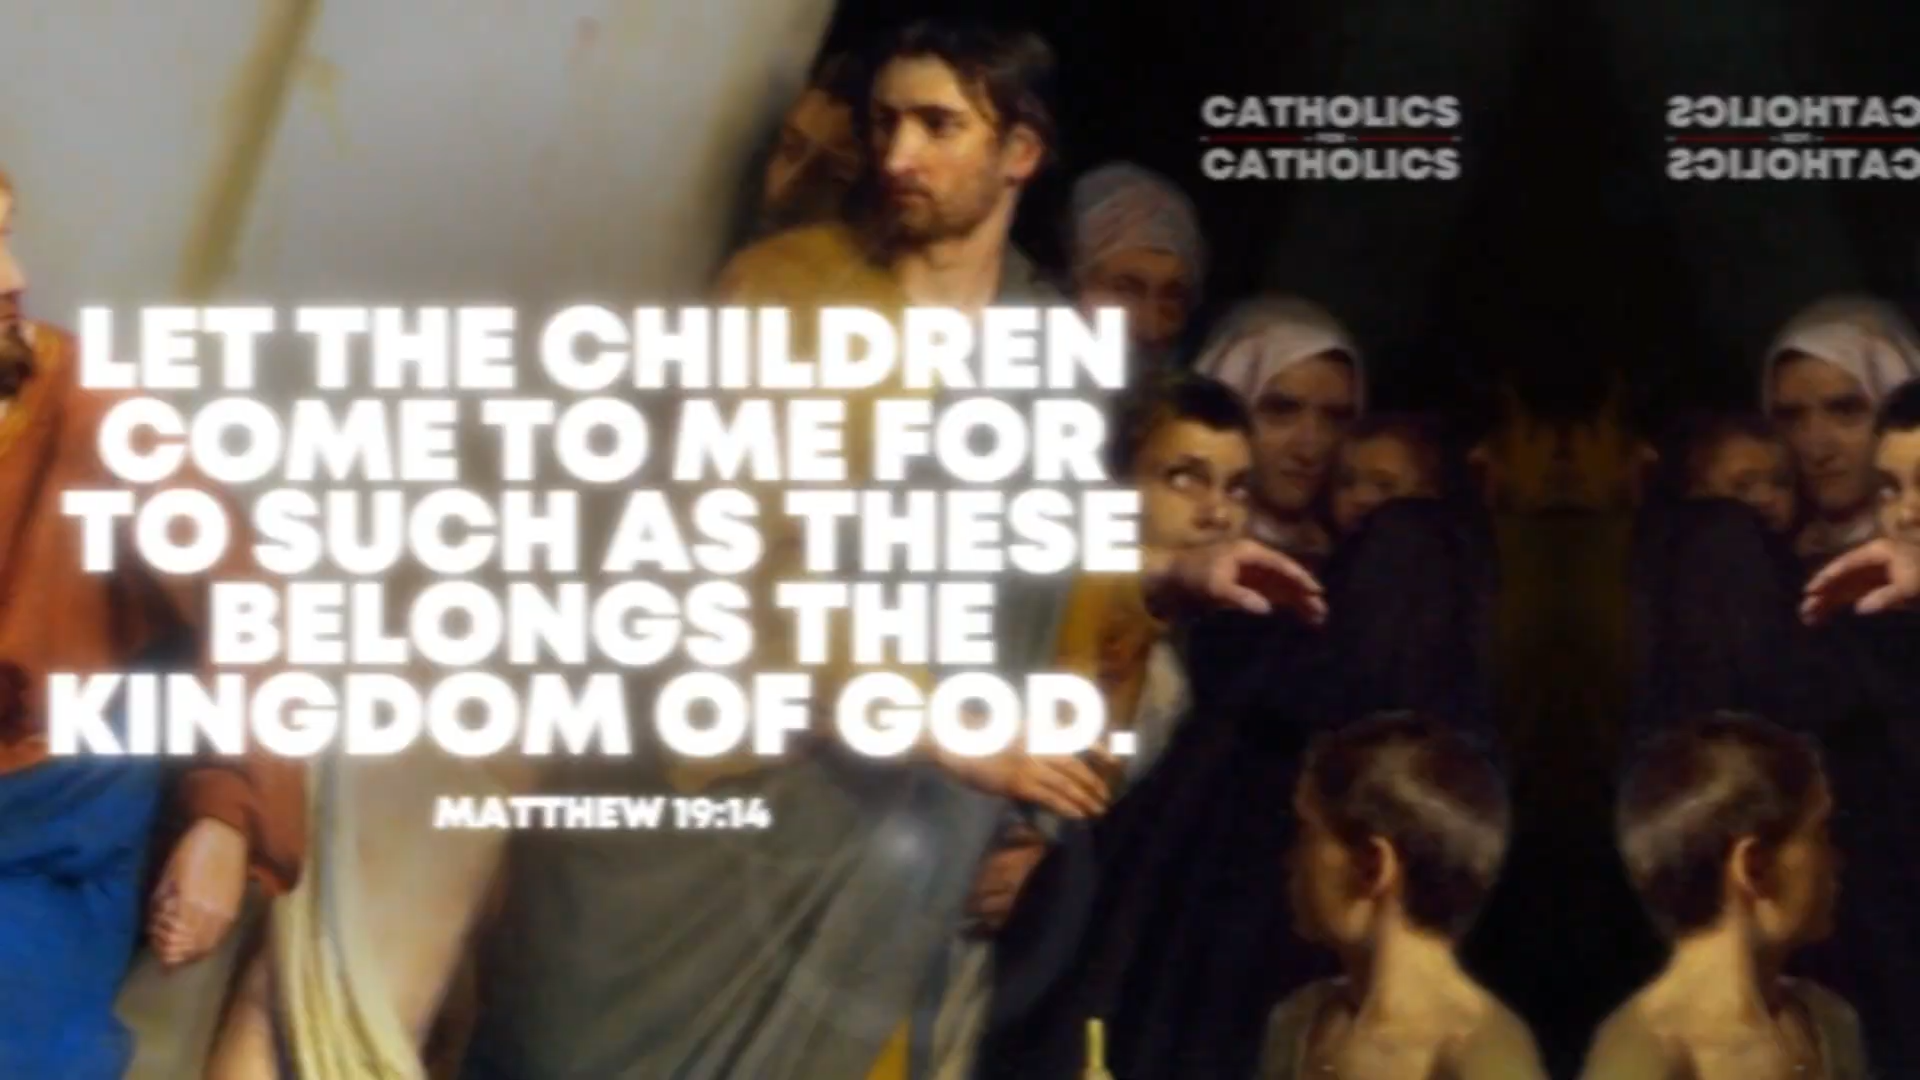 CATHOLICS
CATHOLICS
LET THE CHILDREN
COME TO ME FOR
TO SUCH AS THESE
BELONGS THE
KINGDOM OF GOD.
MATTHEW 19:14